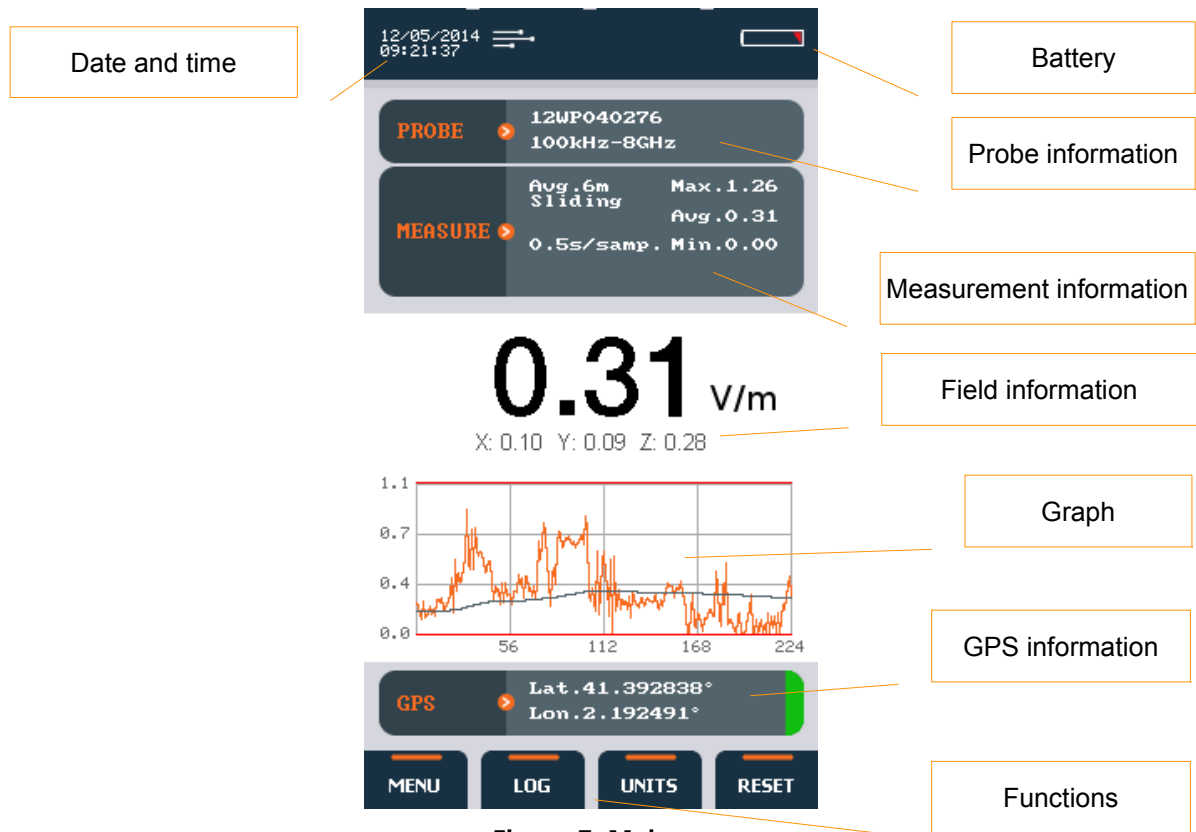 12/05/2014
09:21:37
Date and time
Battery
PROBE
12WP040276
100kHz-8GHz
Probe information
MEASURE
Avg.6m Max.1.26
Sliding
Avg.0.31
0.5s/samp. Min.0.00
Measurement information
0.31 V/m
Field information
X: 0.10 Y: 0.09 Z: 0.28
1.1
0.7
0.4
0.0
56 112 168 224
Graph
GPS information
GPS
Lat.41.392838°
Lon.2.192491°
MENU LOG UNITS RESET
Functions